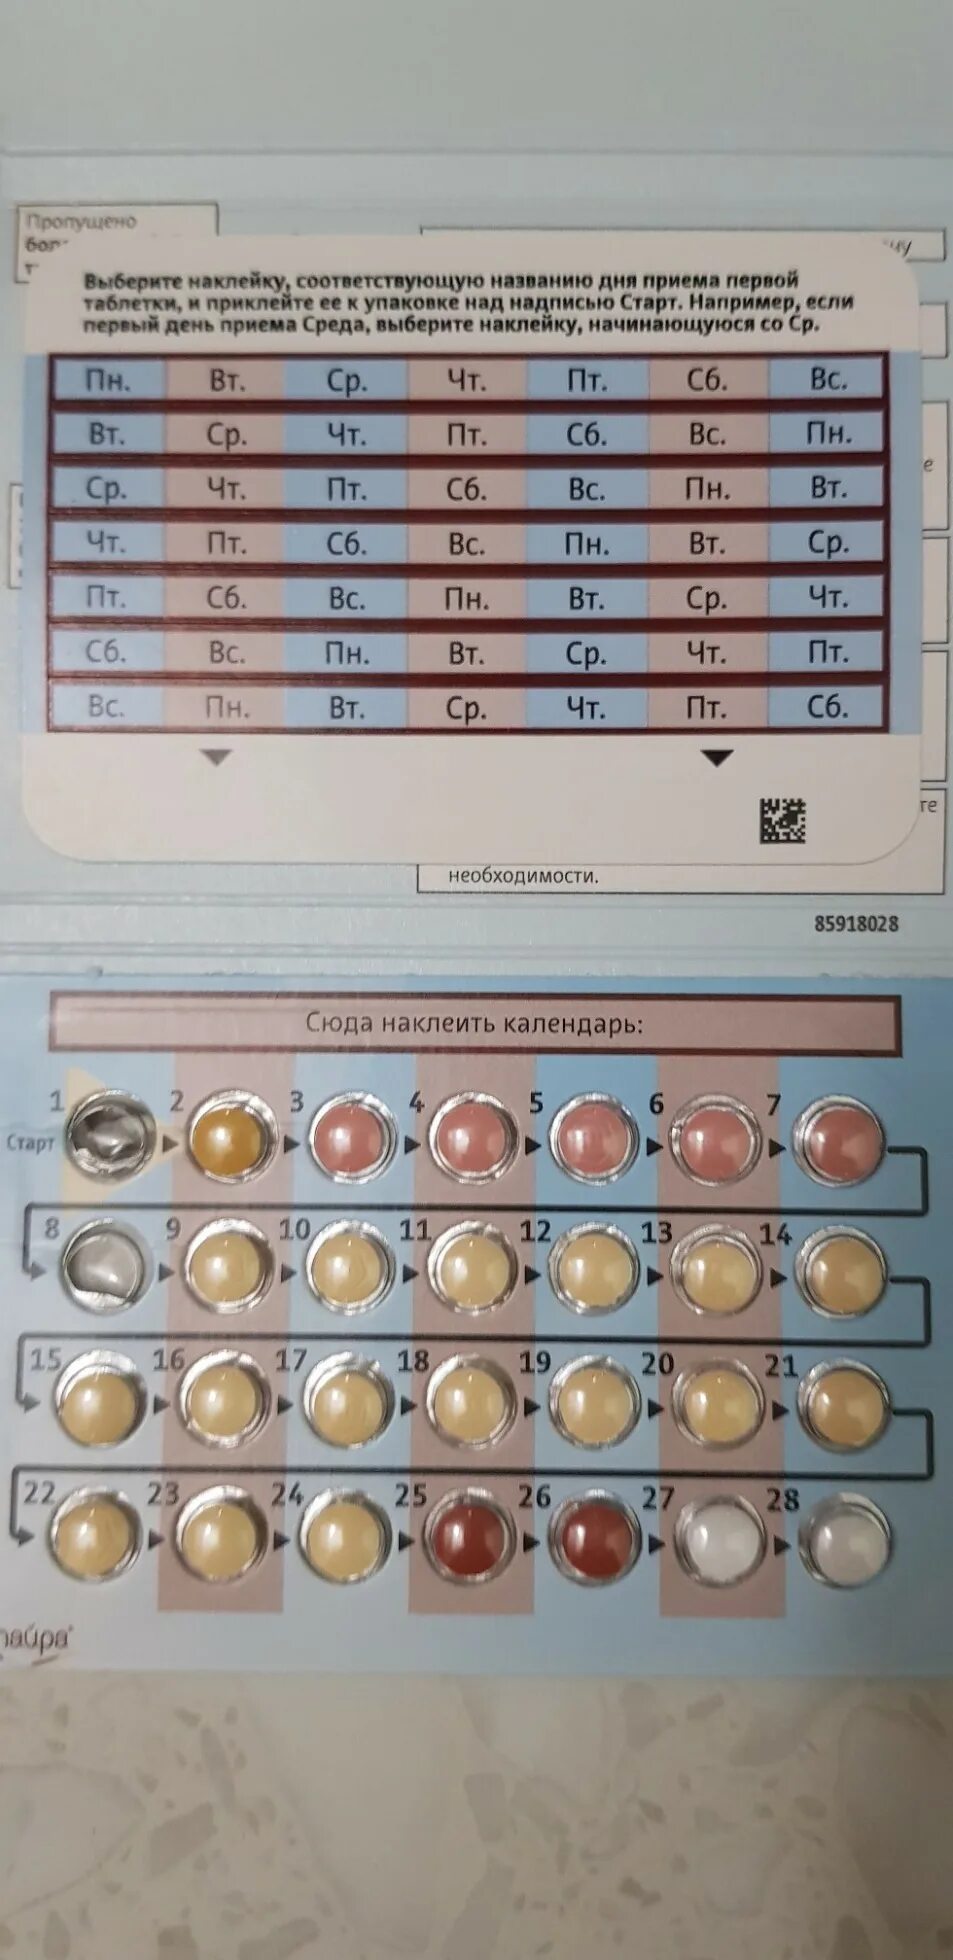 Пропущено
Выберите наклейку, соответствующую названию дня приема первой
таблетки, и приклейте ее к упаковке над надписью Старт. Например, если
первый день приема Среда, выберите наклейку, начинающуюся со Ср.
Пн. Вт. Ср. Чт. Пт. Сб. Вс.
Вт. Ср. Чт. Пт. Сб. Вс. Пн.
Ср. Чт. Пт. Сб. Вс. Пн. Вт.
Чт. Пт. Сб. Вс. Пн. Вт. Ср.
Пт. Сб. Вс. Пн. Вт. Ср. Чт.
Сб. Вс. Пн. Вт. Ср. Чт. Пт.
Вс. Пн. Вт. Ср. Чт. Пт. Сб.
необходимости.
85918028
Сюда наклеить календарь:
1 2 3 4 5 6 7
Старт
8 9 10 11 12 13 14
15 16 17 18 19 20 21
22 23 24 25 26 27 28